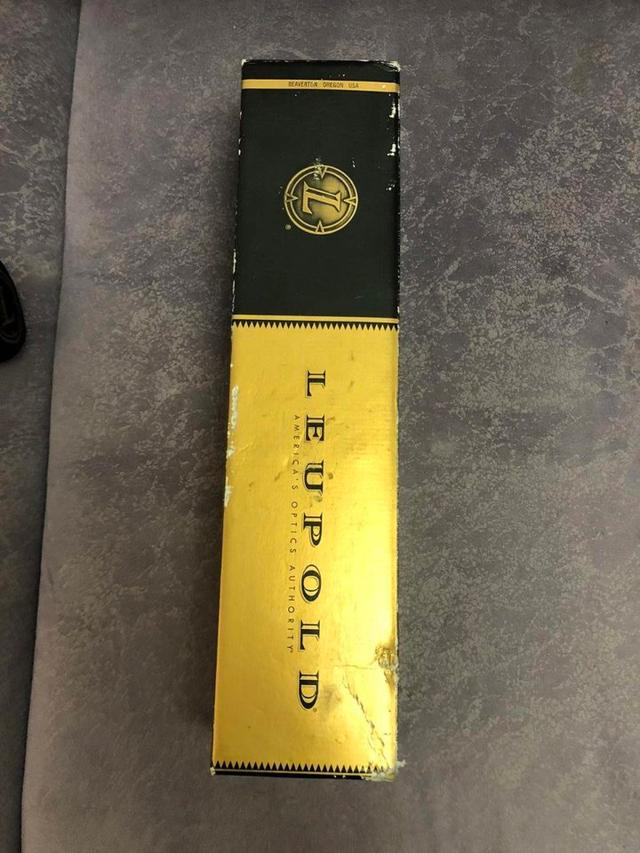 BEAVERTON OREGON USA
L
LEUPOLD
AMERICA'S OPTICS AUTHORITY